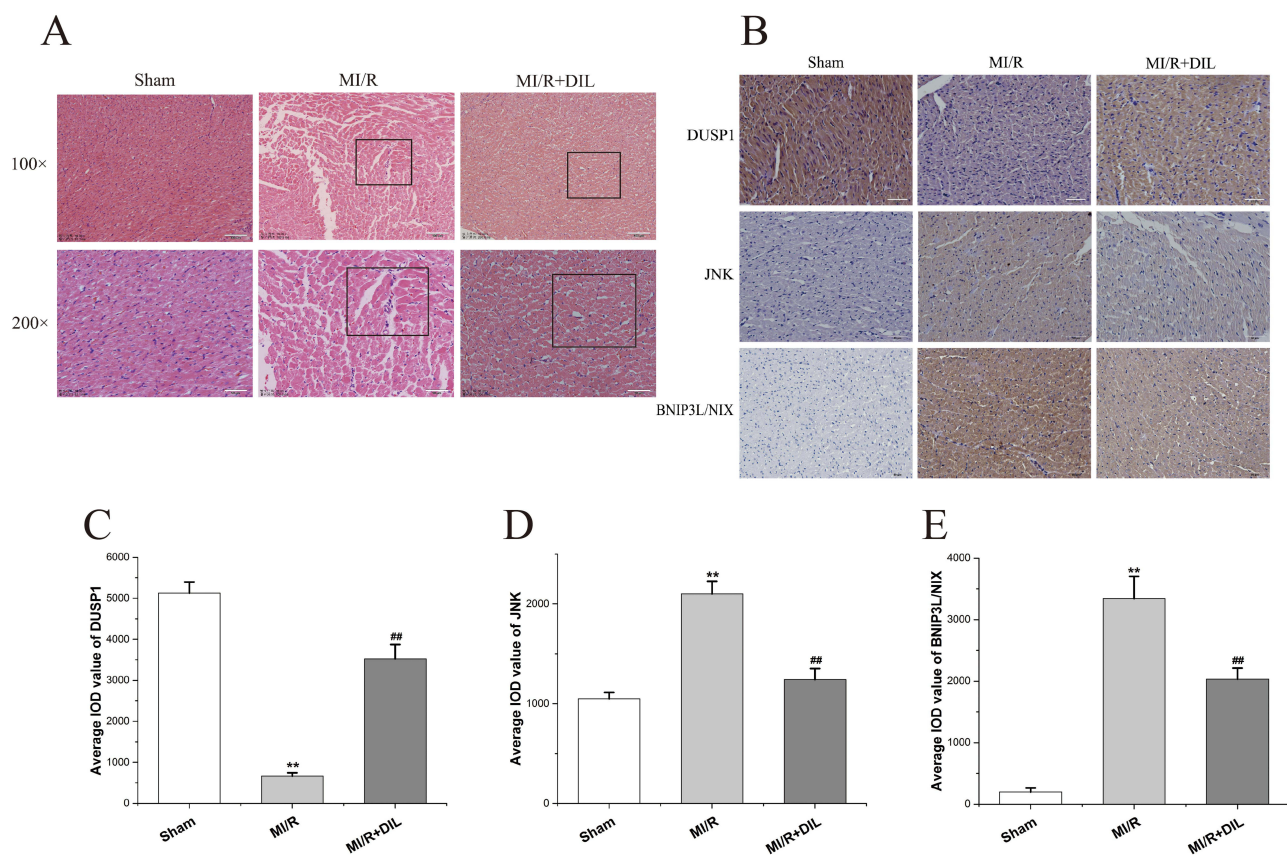 A
Sham MI/R MI/R+DIL
100×
200×
B
Sham MI/R MI/R+DIL
DUSP1
JNK
BNIP3L/NIX
C
Average IOD value of DUSP1
6000
5000
4000
3000
2000
1000
0
**
##
Sham MI/R MI/R+DIL
D
Average IOD value of JNK
2000
1000
0
**
##
Sham MI/R MI/R+DIL
E
Average IOD value of BNIP3L/NIX
4000
3000
2000
1000
0
**
##
Sham MI/R MI/R+DIL